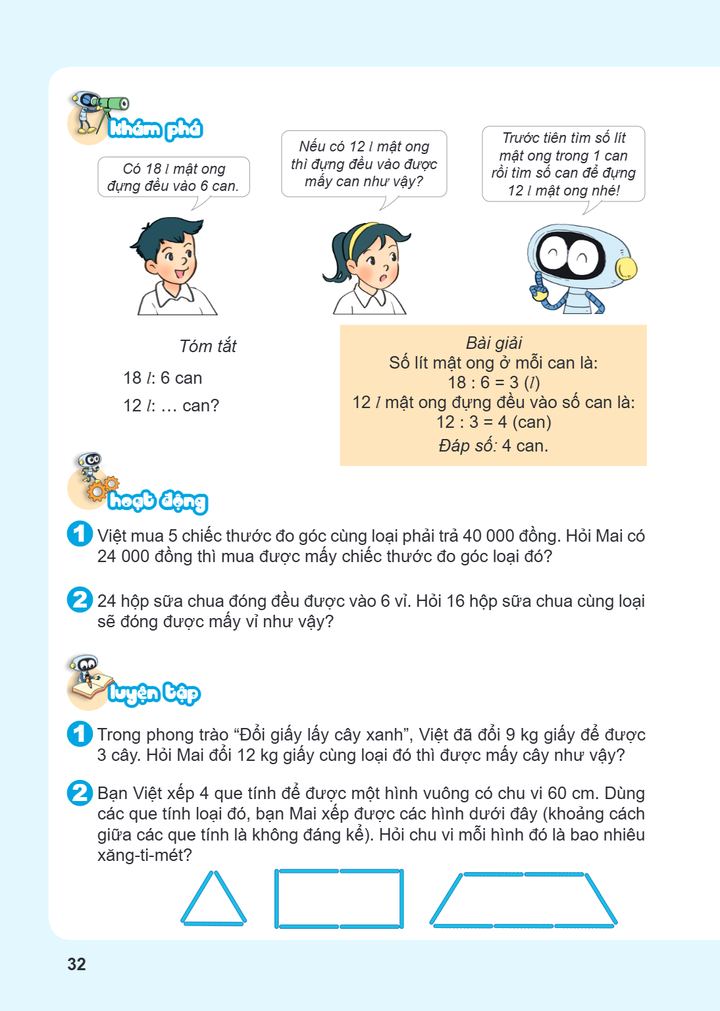 khám phá
Có 18 l mật ong
đựng đều vào 6 can.
Nếu có 12 l mật ong
thì đựng đều vào được
mấy can như vậy?
Trước tiên tìm số lít
mật ong trong 1 can
rồi tìm số can để đựng
12 l mật ong nhé!
Tóm tắt
18 l: 6 can
12 l: … can?
Bài giải
Số lít mật ong ở mỗi can là:
18 : 6 = 3 (l)
12 l mật ong đựng đều vào số can là:
12 : 3 = 4 (can)
Đáp số: 4 can.
hoạt động
1 Việt mua 5 chiếc thước đo góc cùng loại phải trả 40 000 đồng. Hỏi Mai có
24 000 đồng thì mua được mấy chiếc thước đo góc loại đó?
2 24 hộp sữa chua đóng đều được vào 6 vỉ. Hỏi 16 hộp sữa chua cùng loại
sẽ đóng được mấy vỉ như vậy?
luyện tập
1 Trong phong trào “Đổi giấy lấy cây xanh”, Việt đã đổi 9 kg giấy để được
3 cây. Hỏi Mai đổi 12 kg giấy cùng loại đó thì được mấy cây như vậy?
2 Bạn Việt xếp 4 que tính để được một hình vuông có chu vi 60 cm. Dùng
các que tính loại đó, bạn Mai xếp được các hình dưới đây (khoảng cách
giữa các que tính là không đáng kể). Hỏi chu vi mỗi hình đó là bao nhiêu
xăng-ti-mét?
32